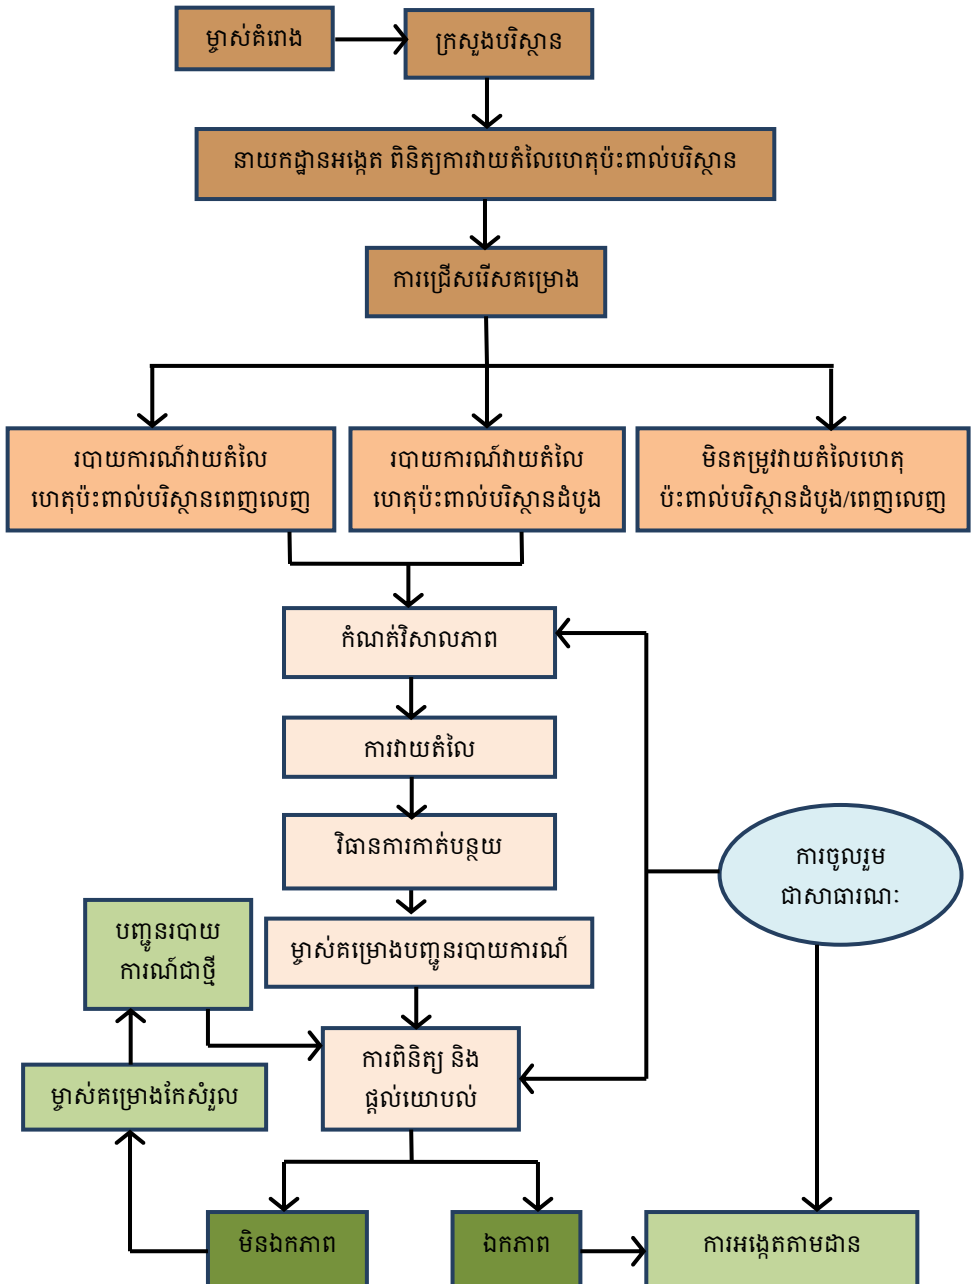 ម្ចាស់គំរោង
ក្រសួងបរិស្ថាន
នាយកដ្ឋានអង្កេត ពិនិត្យការវាយតំលៃហេតុប៉ះពាល់បរិស្ថាន
ការជ្រើសរើសគម្រោង
របាយការណ៍វាយតំលៃ
ហេតុប៉ះពាល់បរិស្ថានពេញលេញ
របាយការណ៍វាយតំលៃ
ហេតុប៉ះពាល់បរិស្ថានដំបូង
មិនតម្រូវវាយតំលៃហេតុ
ប៉ះពាល់បរិស្ថានដំបូង/ពេញលេញ
កំណត់វិសាលភាព
ការវាយតំលៃ
វិធានការកាត់បន្ថយ
ការចូលរួម
ជាសាធារណៈ
បញ្ជូនរបាយ
ការណ៍ជាថ្មី
ម្ចាស់គម្រោងបញ្ជូនរបាយការណ៍
ការពិនិត្យ និង
ផ្តល់យោបល់
ម្ចាស់គម្រោងកែសំរួល
មិនឯកភាព
ឯកភាព
ការអង្កេតតាមដាន